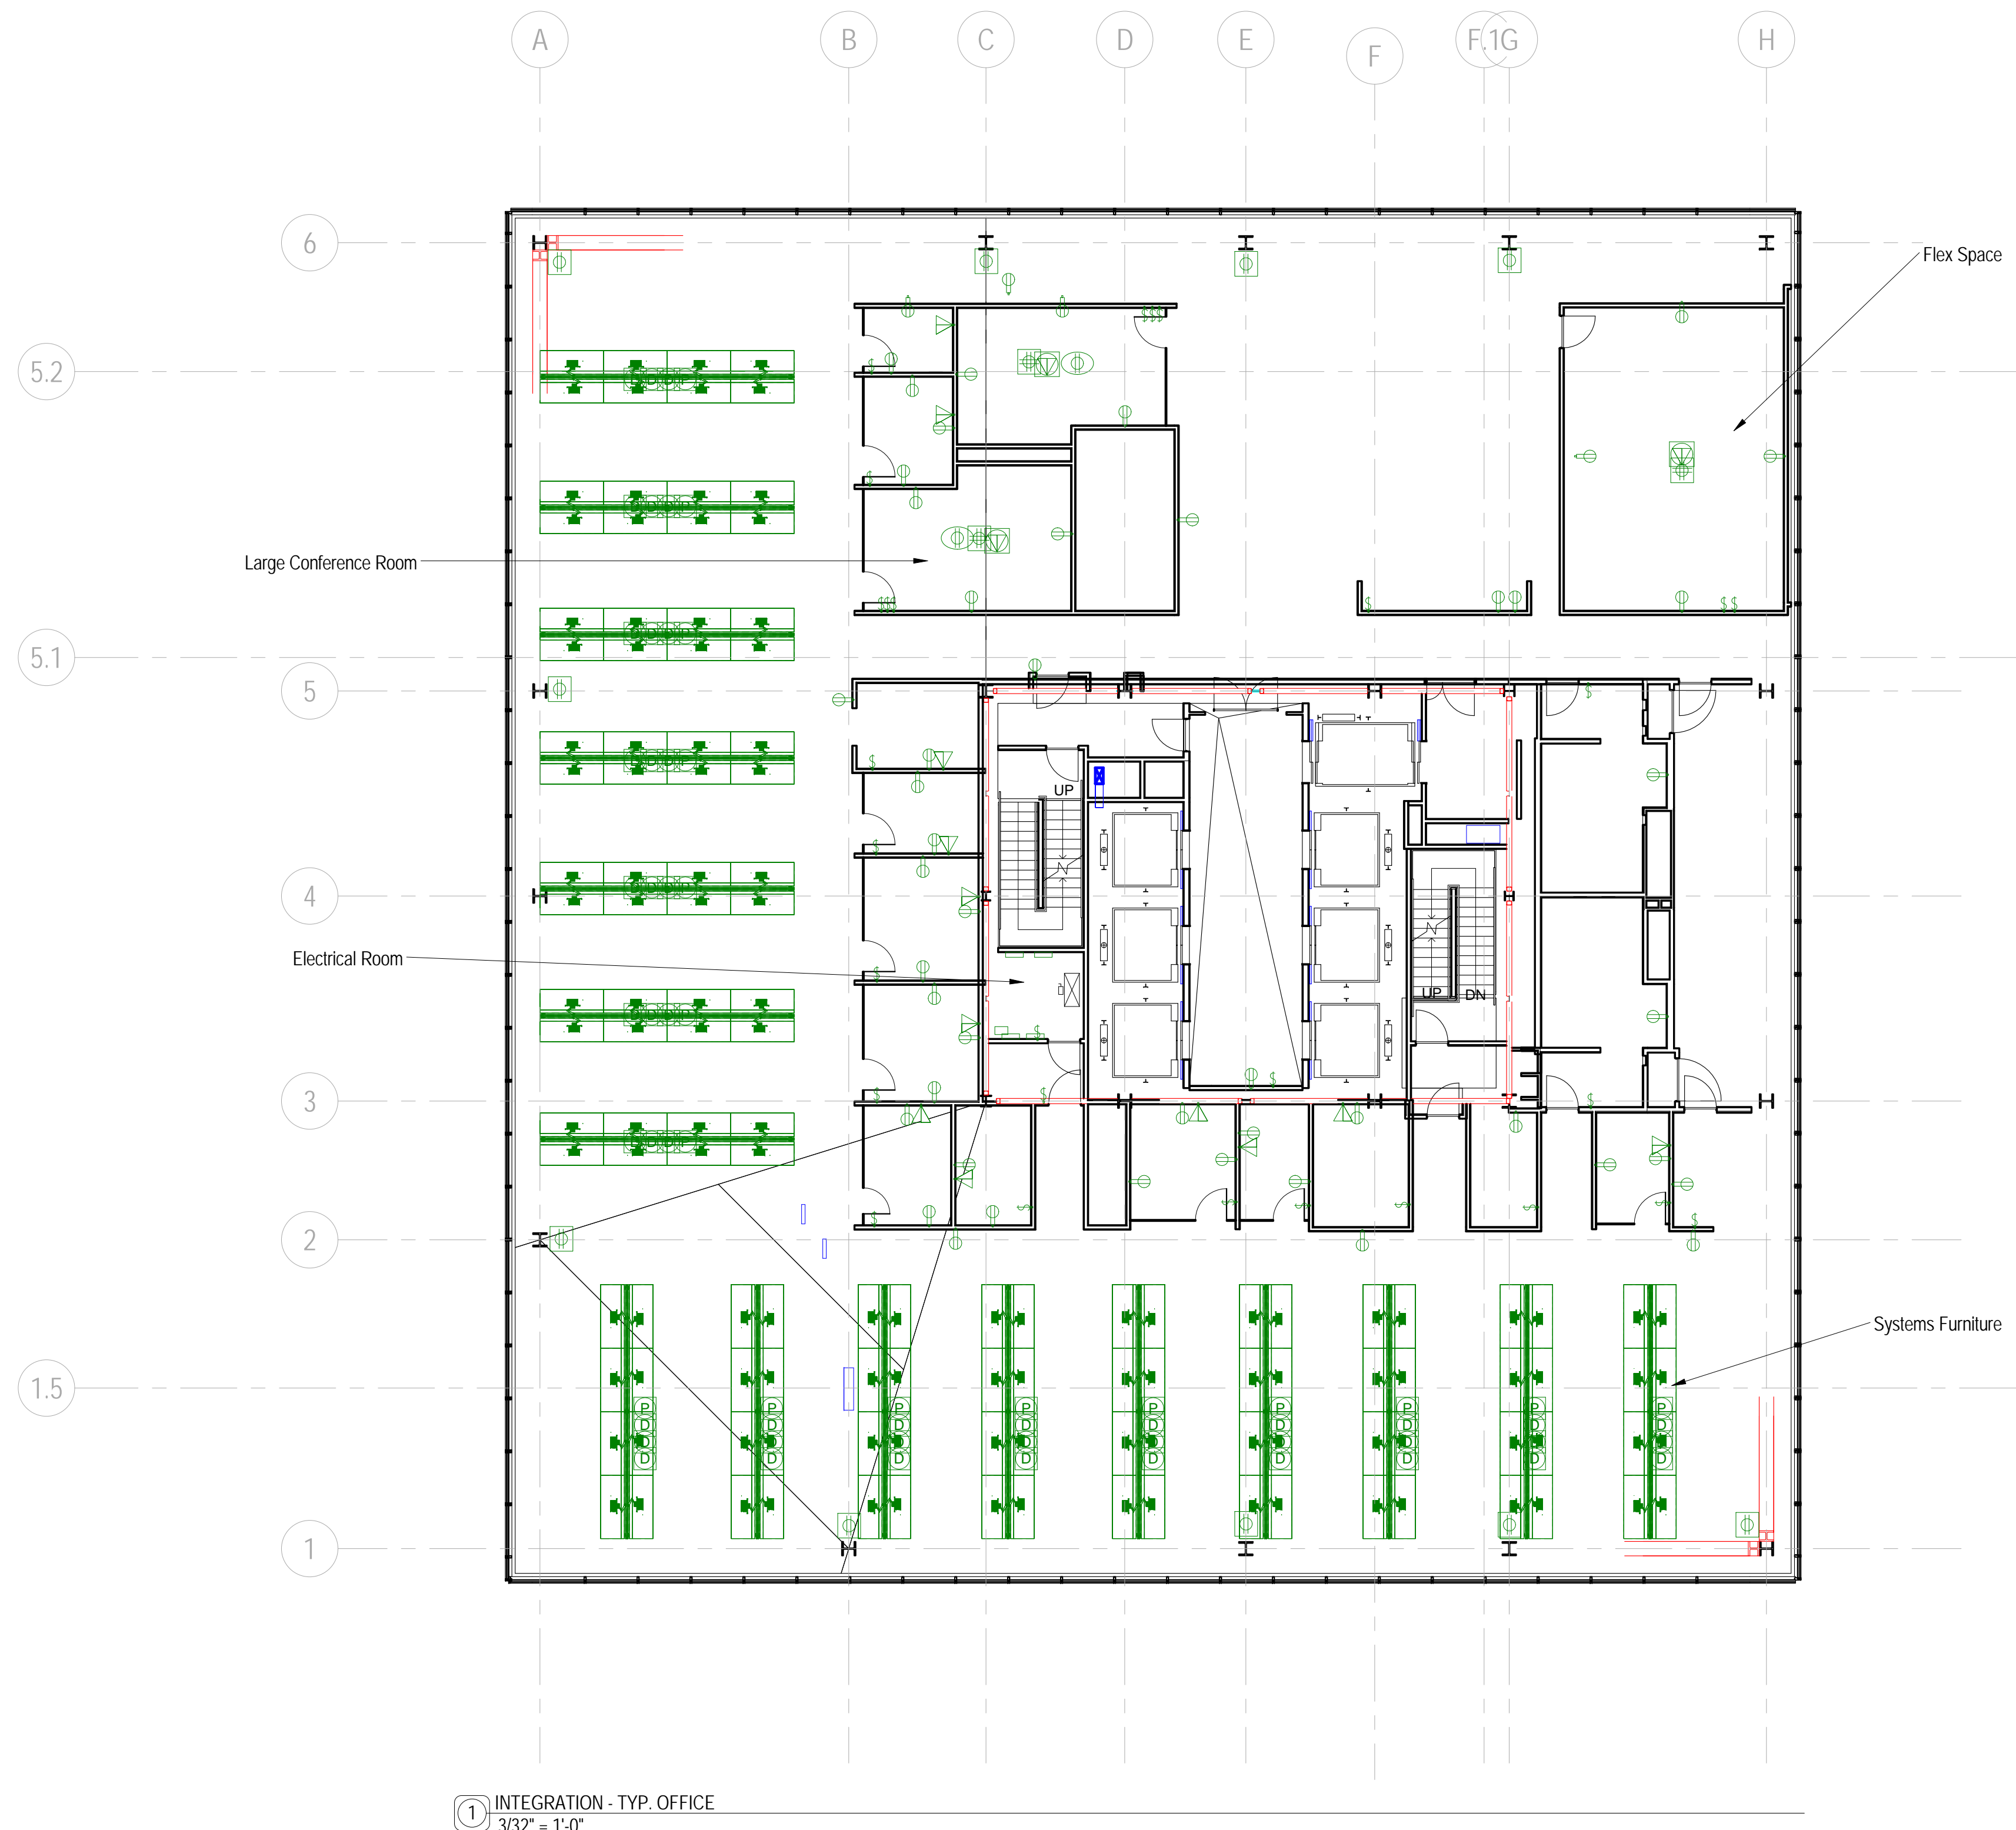 A B C D E F F.1 G H
6
Flex Space
5.2
$ $$$
$
D D D P
$
D D D P
Large Conference Room
$$$ $ $ $
D D D P
5.1
5
$
D D D P
$
UP
$
D D D P
4
Electrical Room
$
UP DN
D D D P
$
$ $ $ $
3
D D D P
$ $ $ $ $ $ $
$ $
2
Systems Furniture
1.5
P P P P P P P P P
D D D D D D D D D
D D D D D D D D D
D D D D D D D D D
1
1 INTEGRATION - TYP. OFFICE
3/32" = 1'-0"